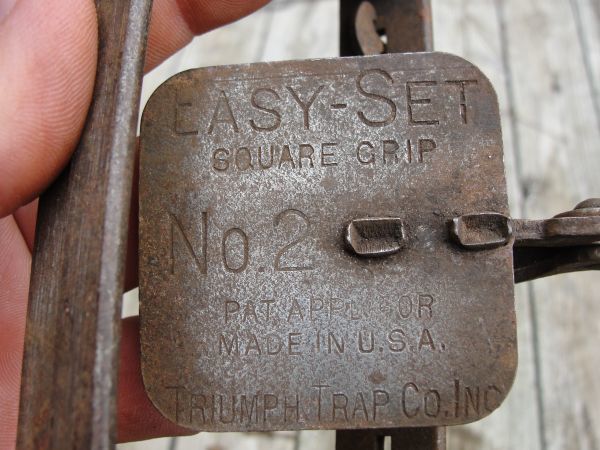 EASY-SET
SQUARE GRIP
No. 2
PAT. APPL. FOR
MADE IN U.S.A.
TRIUMPH TRAP CO. INC